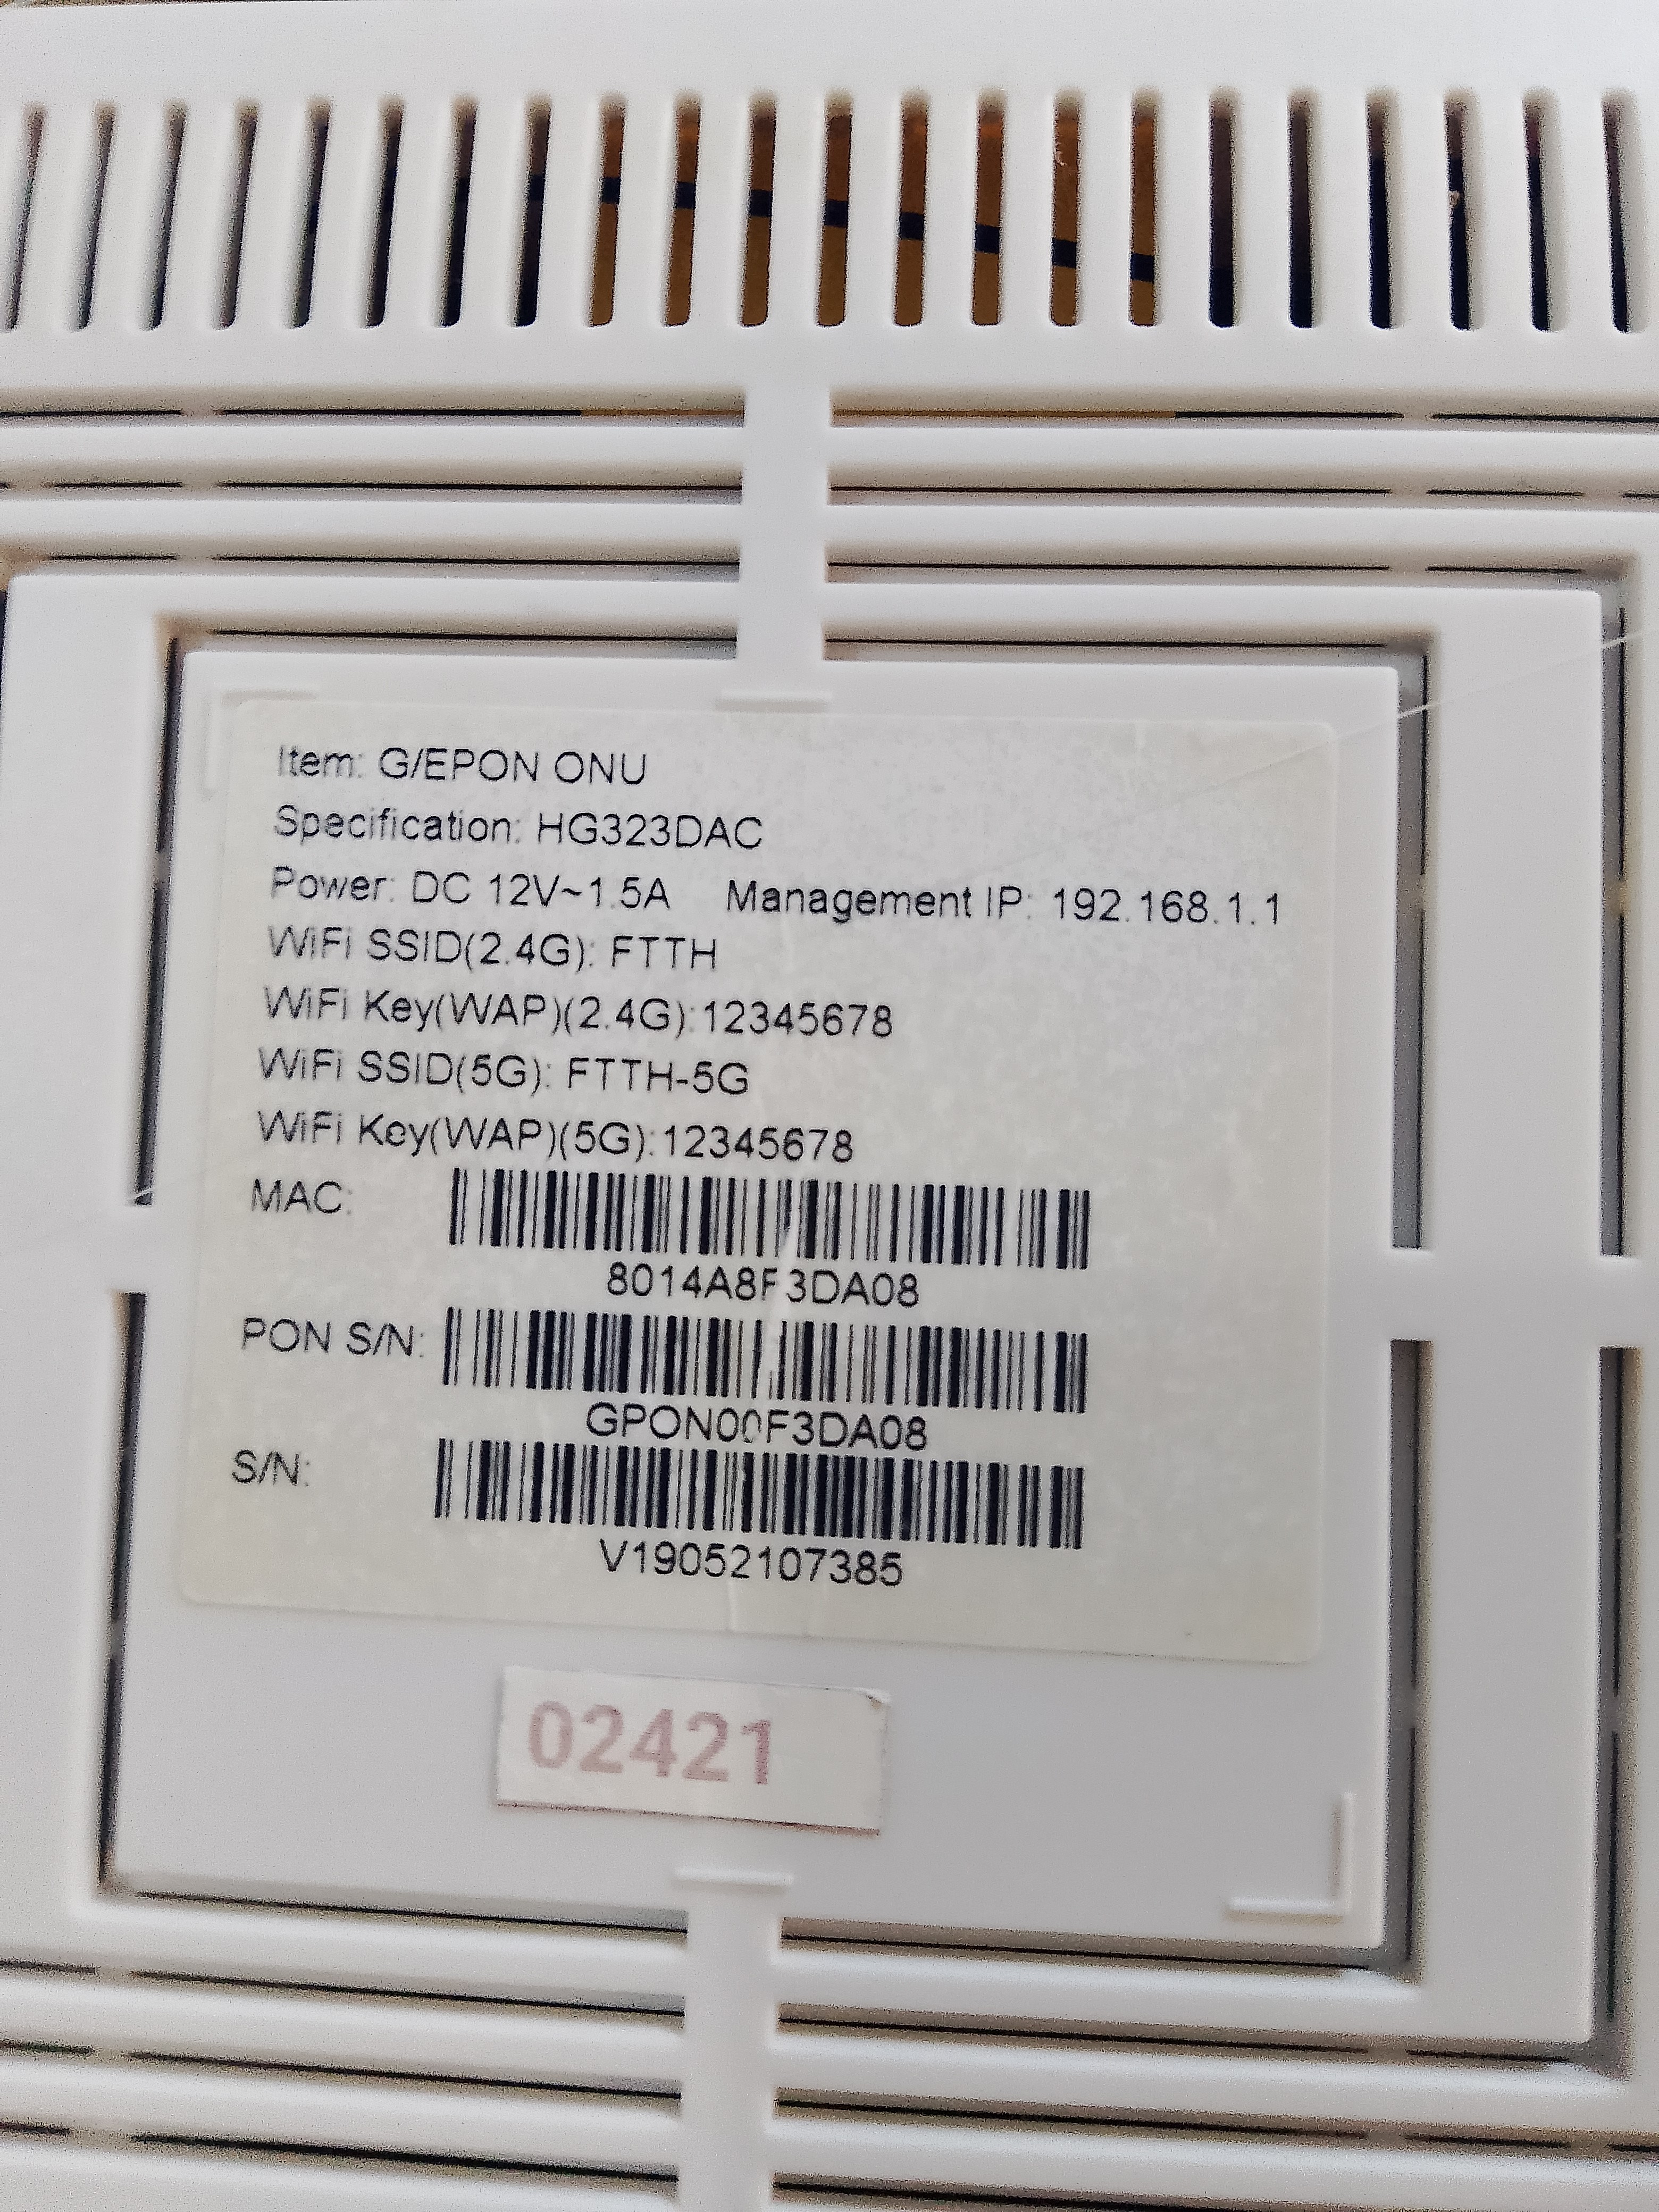 Item: G/EPON ONU
Specification: HG323DAC
Power: DC 12V~1.5A Management IP: 192.168.1.1
WiFi SSID(2.4G): FTTH
WiFi Key(WAP)(2.4G):12345678
WiFi SSID(5G): FTTH-5G
WiFi Key(WAP)(5G):12345678
MAC:
8014A8F3DA08
PON S/N:
GPON00F3DA08
S/N:
V19052107385
02421